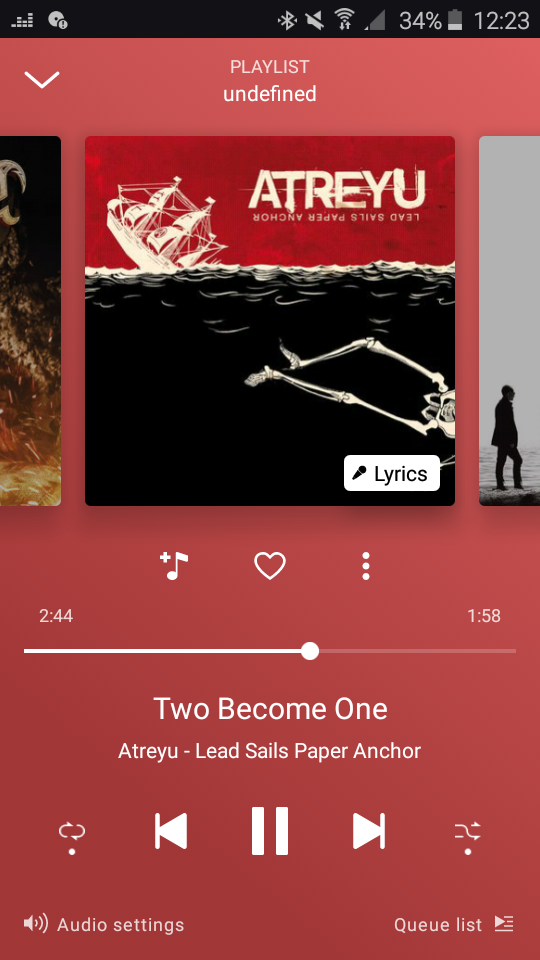 34% 12:23
PLAYLIST
undefined
ATREYU
LEAD SAILS PAPER ANCHOR
Lyrics
2:44 1:58
Two Become One
Atreyu - Lead Sails Paper Anchor
Audio settings Queue list